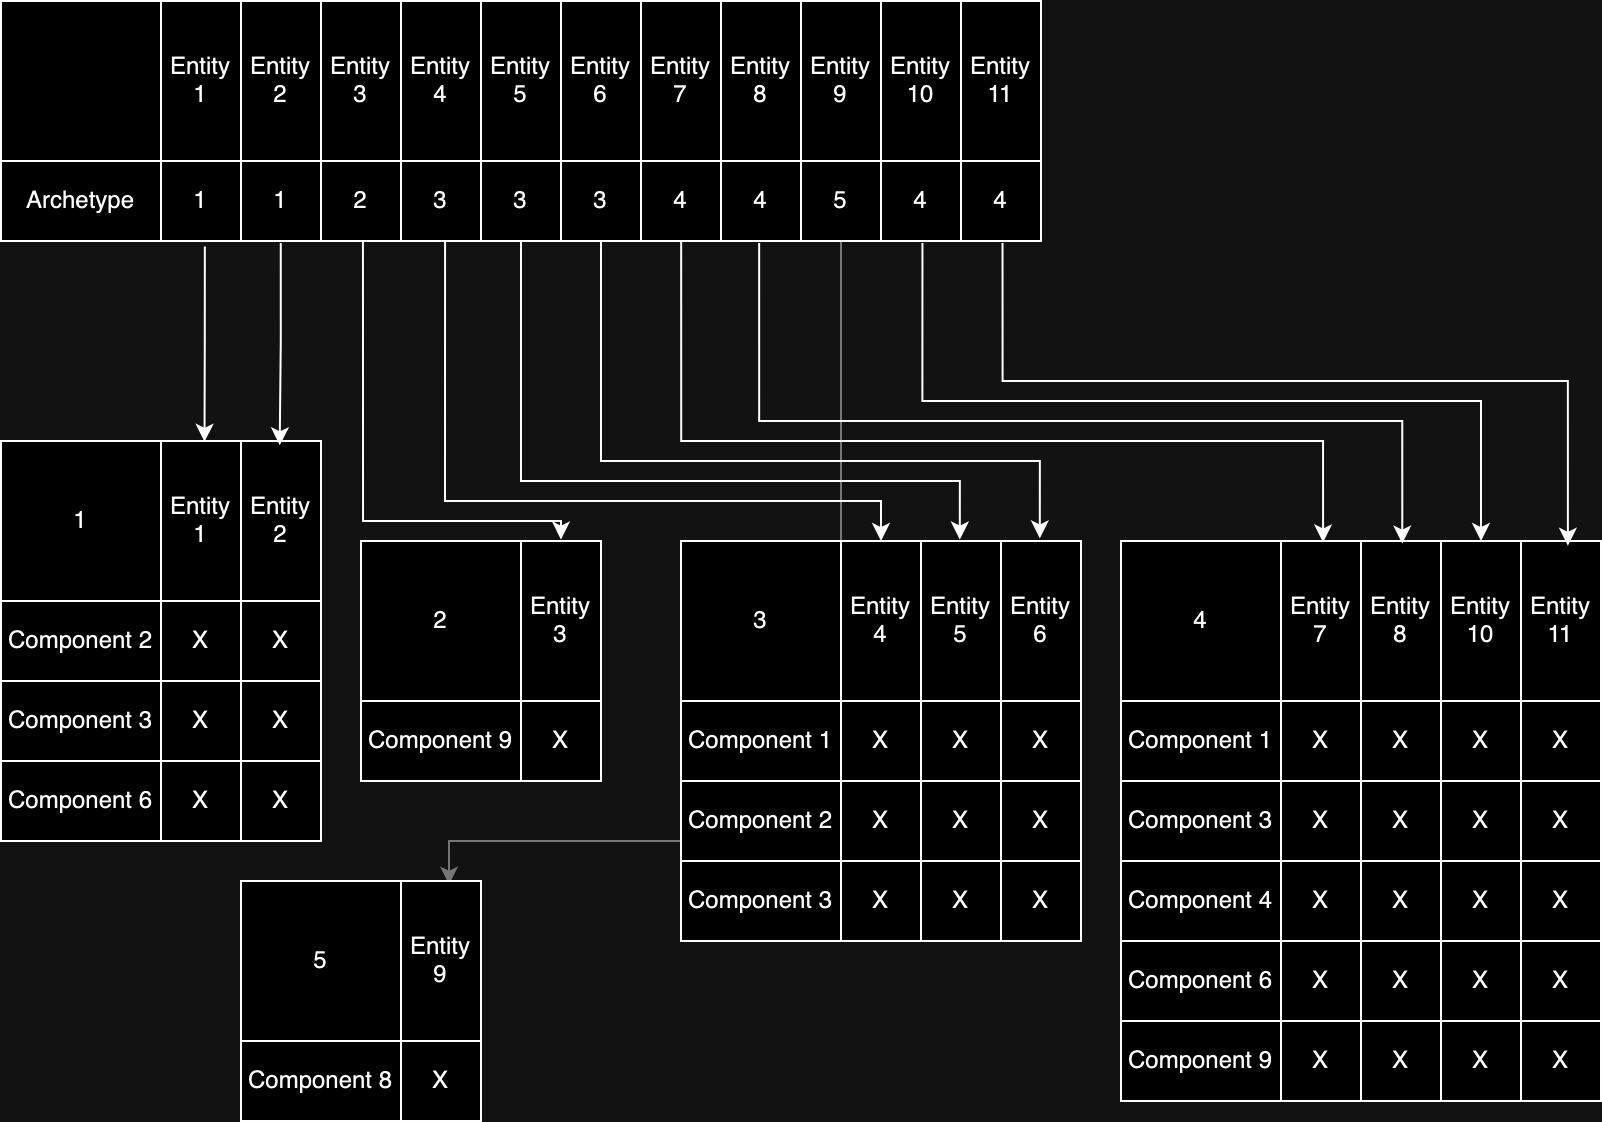 Entity 1
Entity 2
Entity 3
Entity 4
Entity 5
Entity 6
Entity 7
Entity 8
Entity 9
Entity 10
Entity 11
Archetype 1 1 2 3 3 3 4 4 5 4 4
1
Entity 1
Entity 2
Component 2 X X
Component 3 X X
Component 6 X X
2
Entity 3
Component 9 X
3
Entity 4
Entity 5
Entity 6
Component 1 X X X
Component 2 X X X
Component 3 X X X
4
Entity 7
Entity 8
Entity 10
Entity 11
Component 1 X X X X
Component 3 X X X X
Component 4 X X X X
Component 6 X X X X
Component 9 X X X X
5
Entity 9
Component 8 X